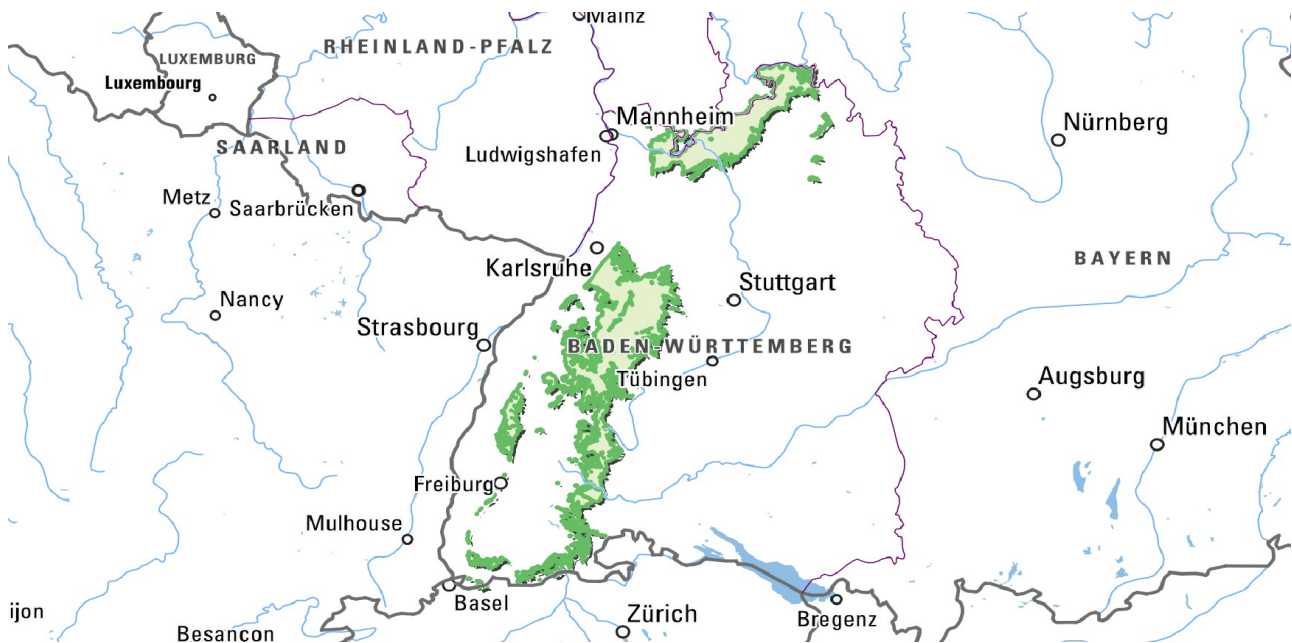 Mainz
RHEINLAND-PFALZ
LUXEMBURG
Luxembourg
Mannheim
Nürnberg
SAARLAND
Ludwigshafen
Metz
Saarbrücken
Karlsruhe
BAYERN
Stuttgart
Nancy
Strasbourg
BADEN-WÜRTTEMBERG
Tübingen
Augsburg
München
Freiburg
Mulhouse
Basel
ijon
Zürich
Bregenz
Besancon